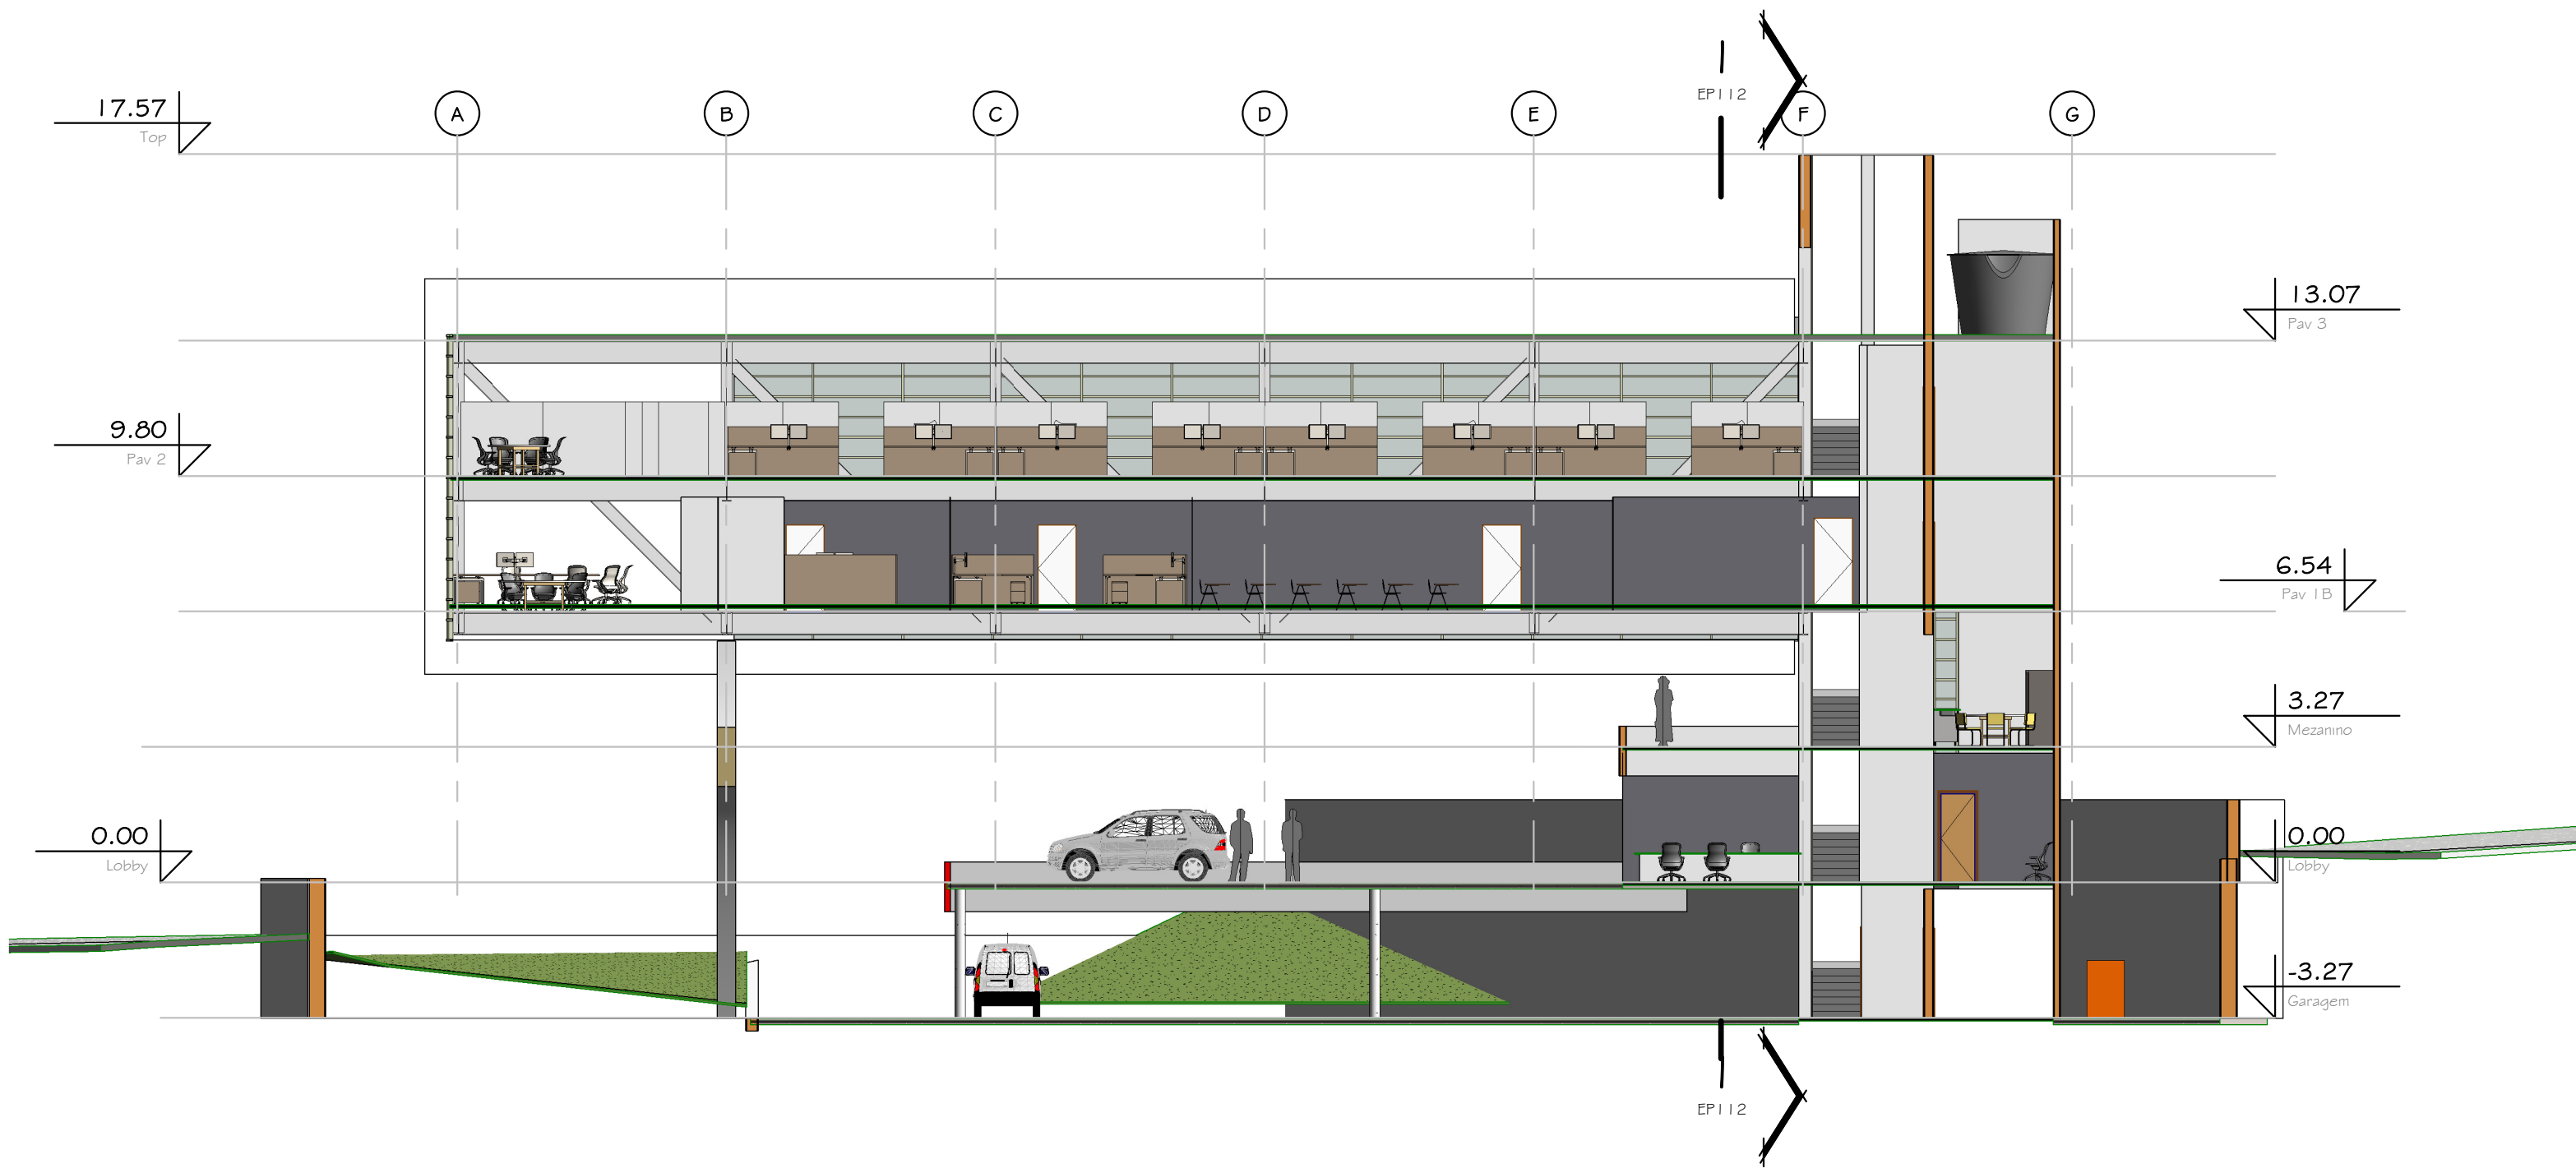 EP112
17.57
Top
A
B
C
D
E
F
G
13.07
Pav 3
9.80
Pav 2
6.54
Pav 1B
3.27
Mezanino
0.00
Lobby
0.00
Lobby
-3.27
Garagem
EP112